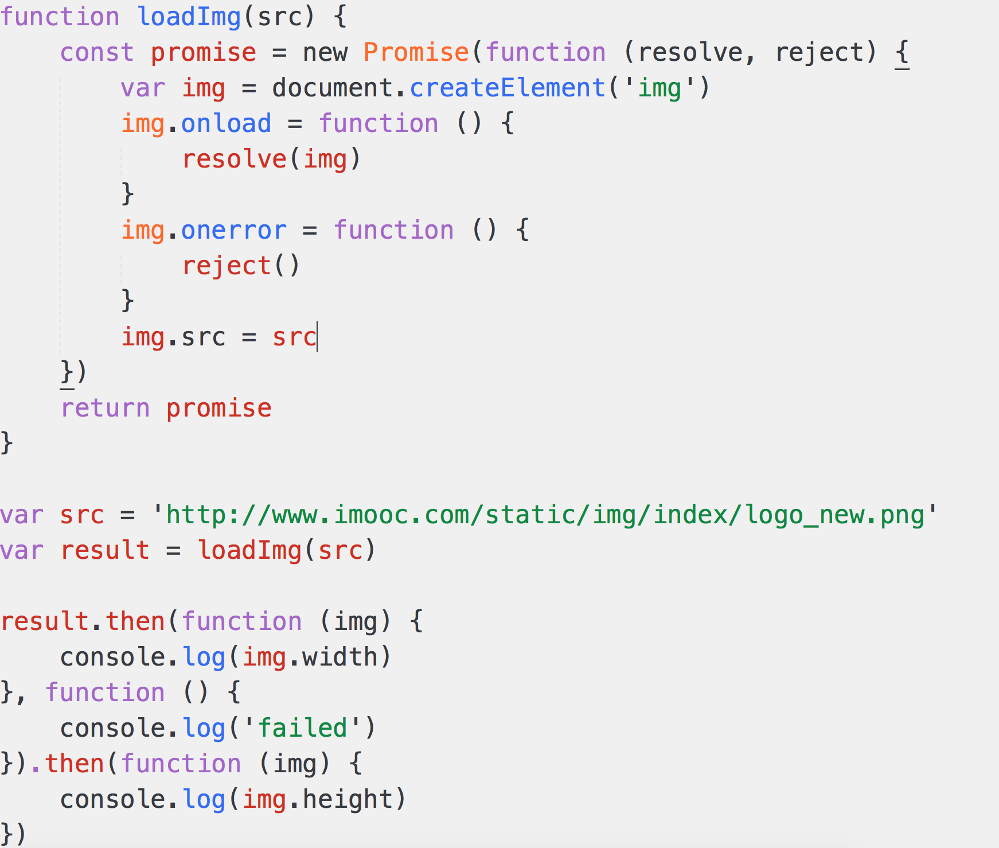 function loadImg(src) {
    const promise = new Promise(function (resolve, reject) {
        var img = document.createElement('img')
        img.onload = function () {
            resolve(img)
        }
        img.onerror = function () {
            reject()
        }
        img.src = src
    })
    return promise
}

var src = 'http://www.imooc.com/static/img/index/logo_new.png'
var result = loadImg(src)

result.then(function (img) {
    console.log(img.width)
}, function () {
    console.log('failed')
}).then(function (img) {
    console.log(img.height)
})